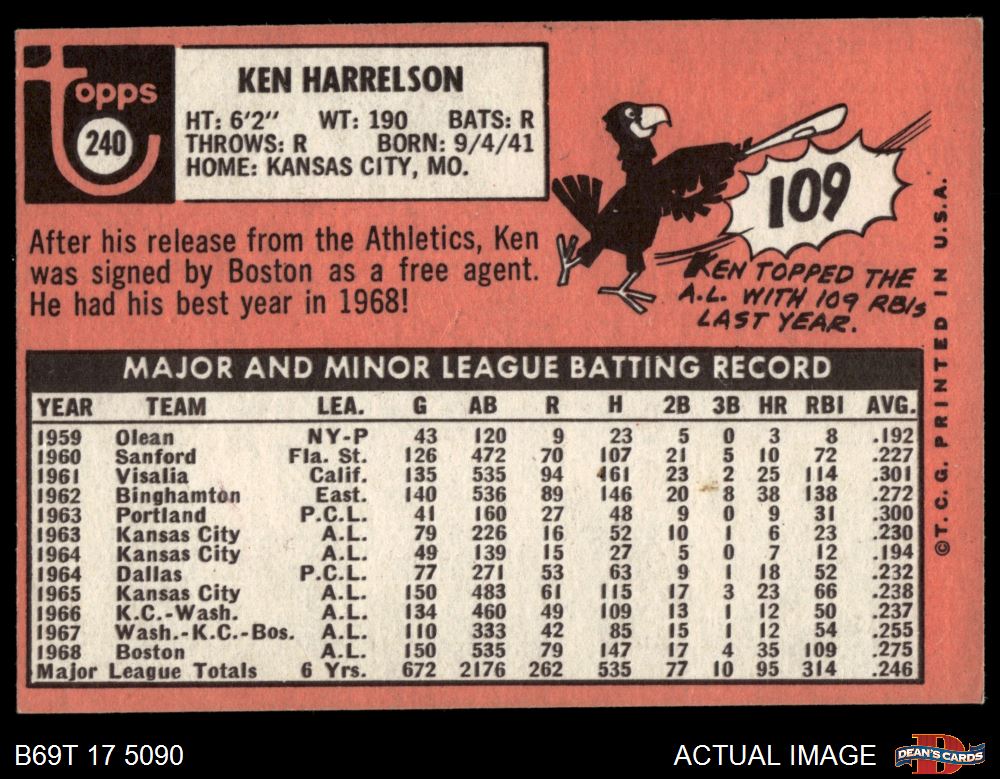 topps
240
KEN HARRELSON
HT: 6'2" WT: 190 BATS: R
THROWS: R BORN: 9/4/41
HOME: KANSAS CITY, MO.
After his release from the Athletics, Ken
was signed by Boston as a free agent.
He had his best year in 1968!
109
KEN TOPPED THE
A.L. WITH 109 RBIs
LAST YEAR.
©T.C.G. PRINTED IN U.S.A.
MAJOR AND MINOR LEAGUE BATTING RECORD
YEAR TEAM LEA. G AB R H 2B 3B HR RBI AVG.
1959 Olean NY-P 43 120 9 23 5 0 3 8 .192
1960 Sanford Fla. St. 126 472 70 107 21 5 10 72 .227
1961 Visalia Calif. 135 535 94 161 23 2 25 114 .301
1962 Binghamton East. 140 536 89 146 20 8 38 138 .272
1963 Portland P.C.L. 41 160 27 48 9 0 9 31 .300
1963 Kansas City A.L. 79 226 16 52 10 1 6 23 .230
1964 Kansas City A.L. 49 139 15 27 5 0 7 12 .194
1964 Dallas P.C.L. 77 271 53 63 9 1 18 52 .232
1965 Kansas City A.L. 150 483 61 115 17 3 23 66 .238
1966 K.C.-Wash. A.L. 134 460 49 109 13 1 12 50 .237
1967 Wash.-K.C.-Bos. A.L. 110 333 42 85 15 1 12 54 .255
1968 Boston A.L. 150 535 79 147 17 4 35 109 .275
Major League Totals 6 Yrs. 672 2176 262 535 77 10 95 314 .246
B69T 17 5090
ACTUAL IMAGE
D
DEAN'S CARDS